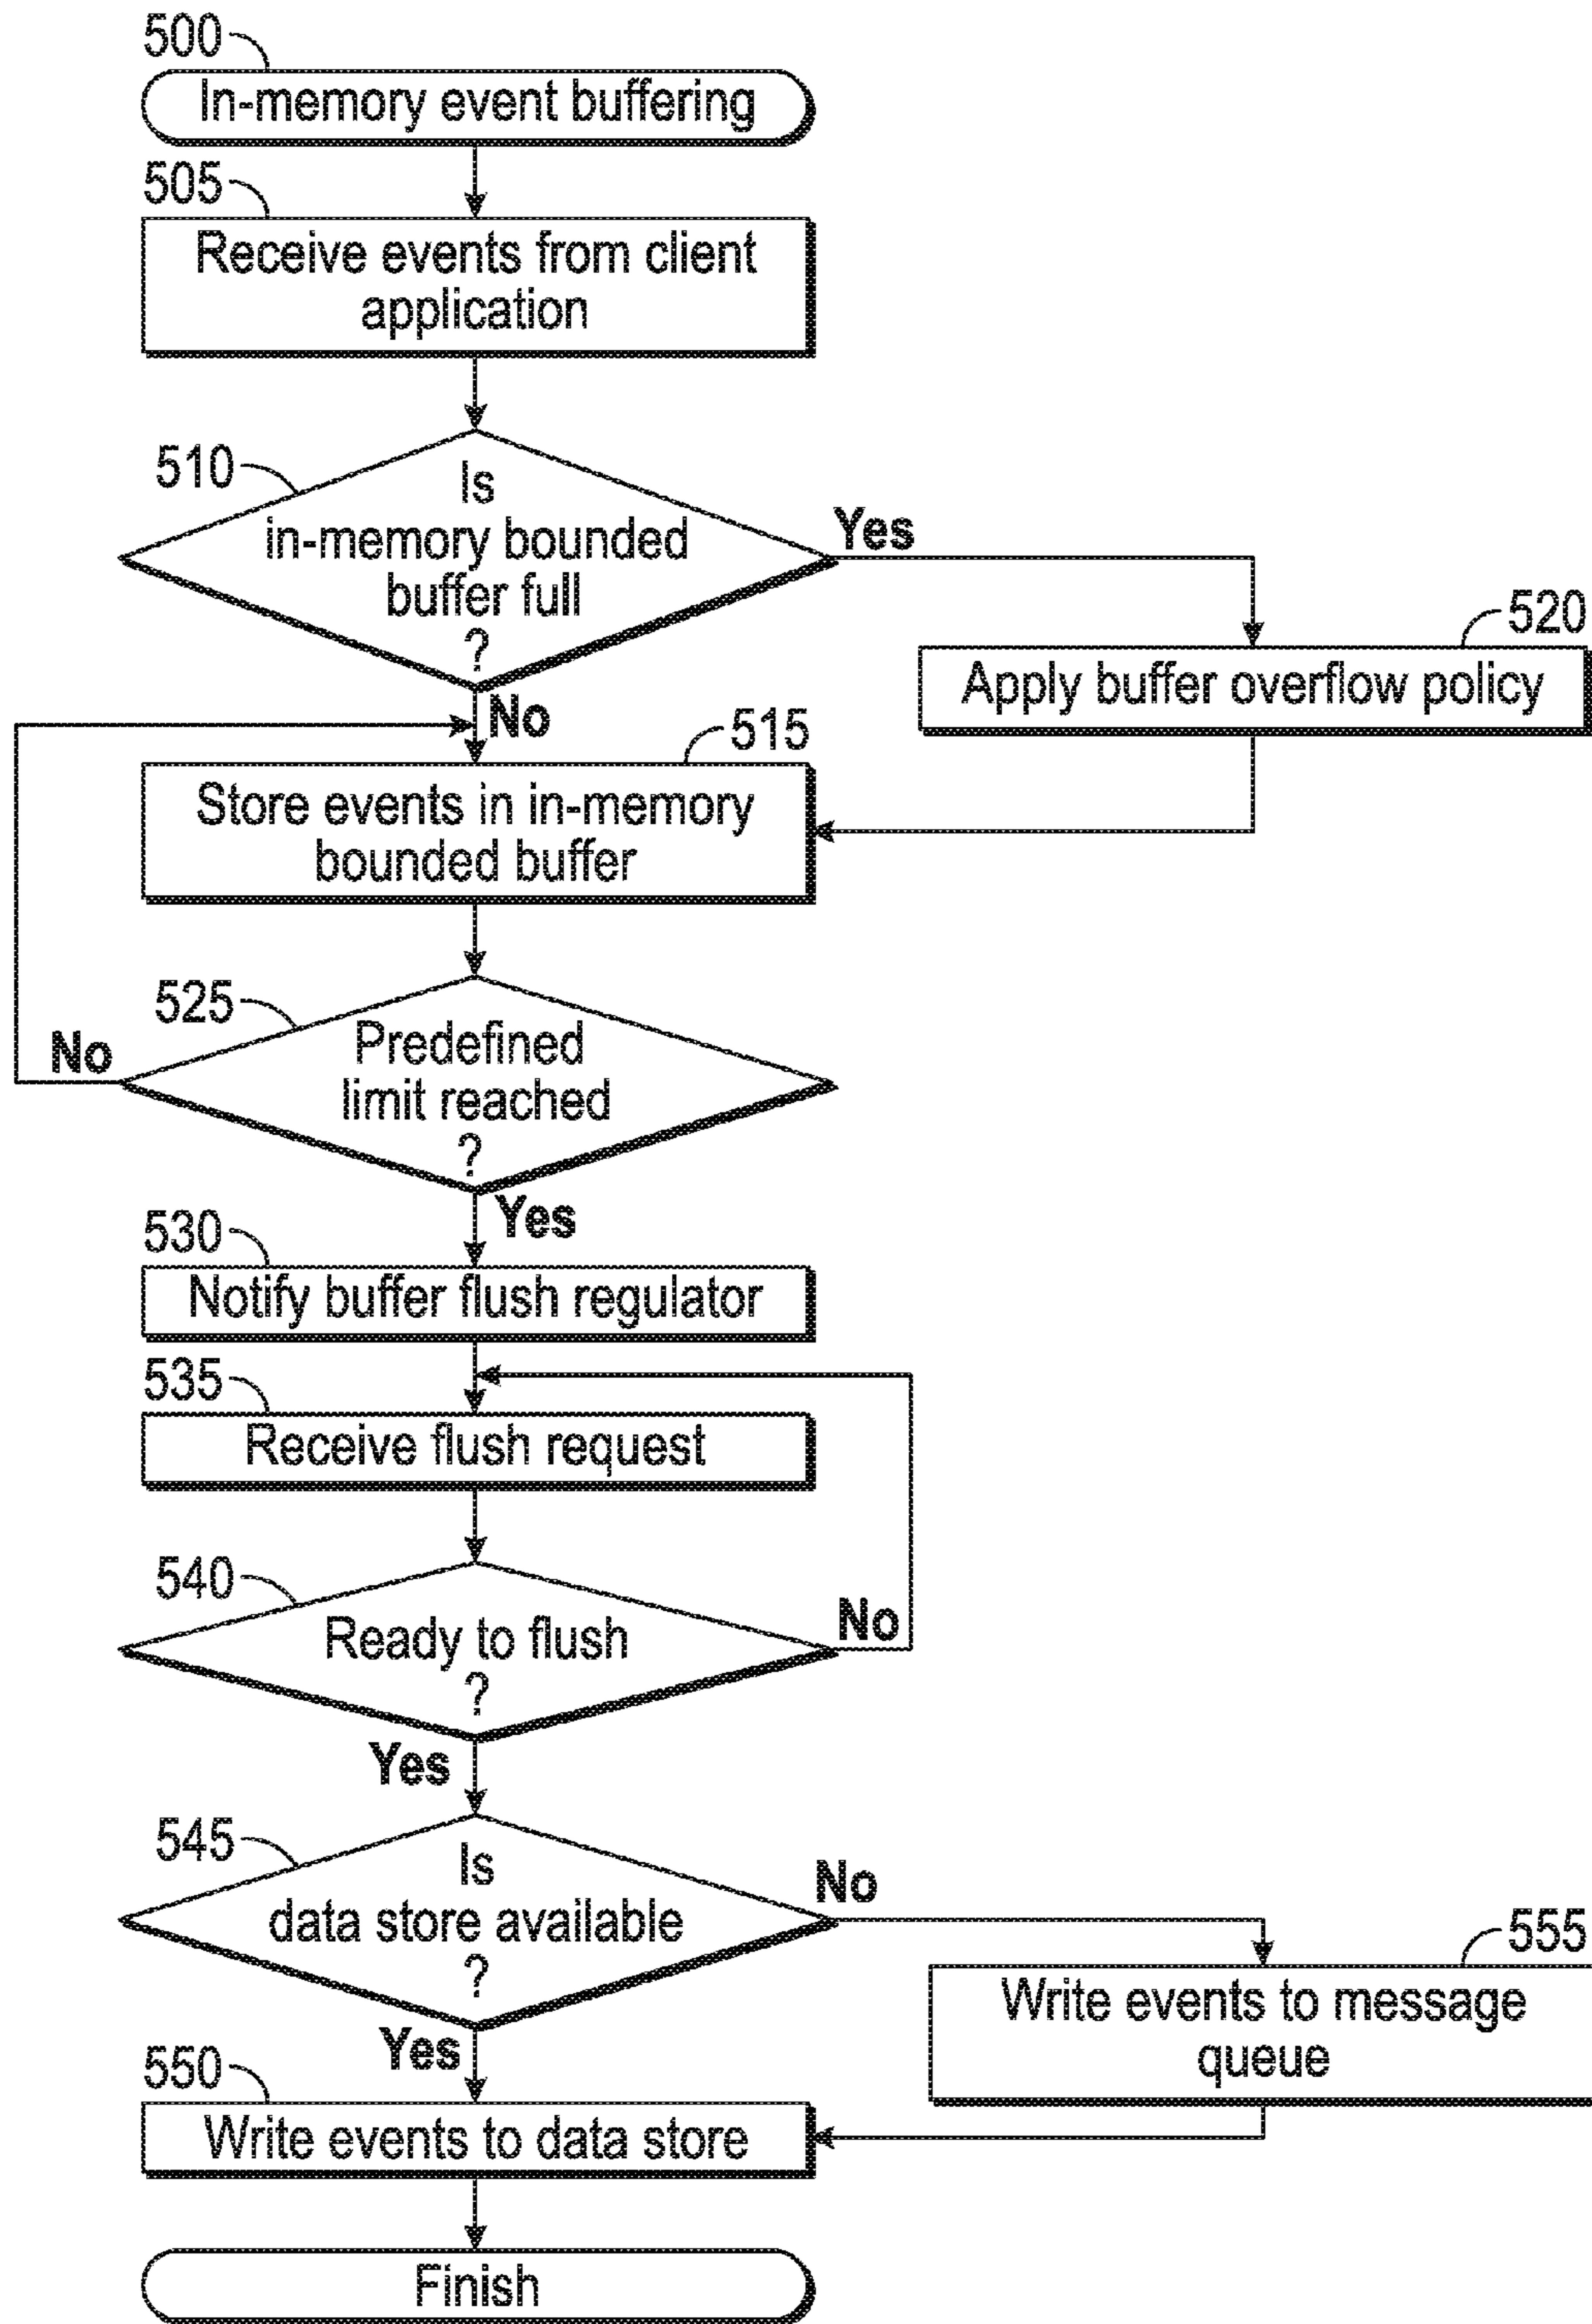 500
In-memory event buffering
505
Receive events from client
application
510
Is
in-memory bounded
buffer full
?
Yes
520
Apply buffer overflow policy
No
515
Store events in in-memory
bounded buffer
525
Predefined
limit reached
?
No
Yes
530
Notify buffer flush regulator
535
Receive flush request
540
Ready to flush
?
No
Yes
545
Is
data store available
?
No
555
Write events to message
queue
Yes
550
Write events to data store
Finish